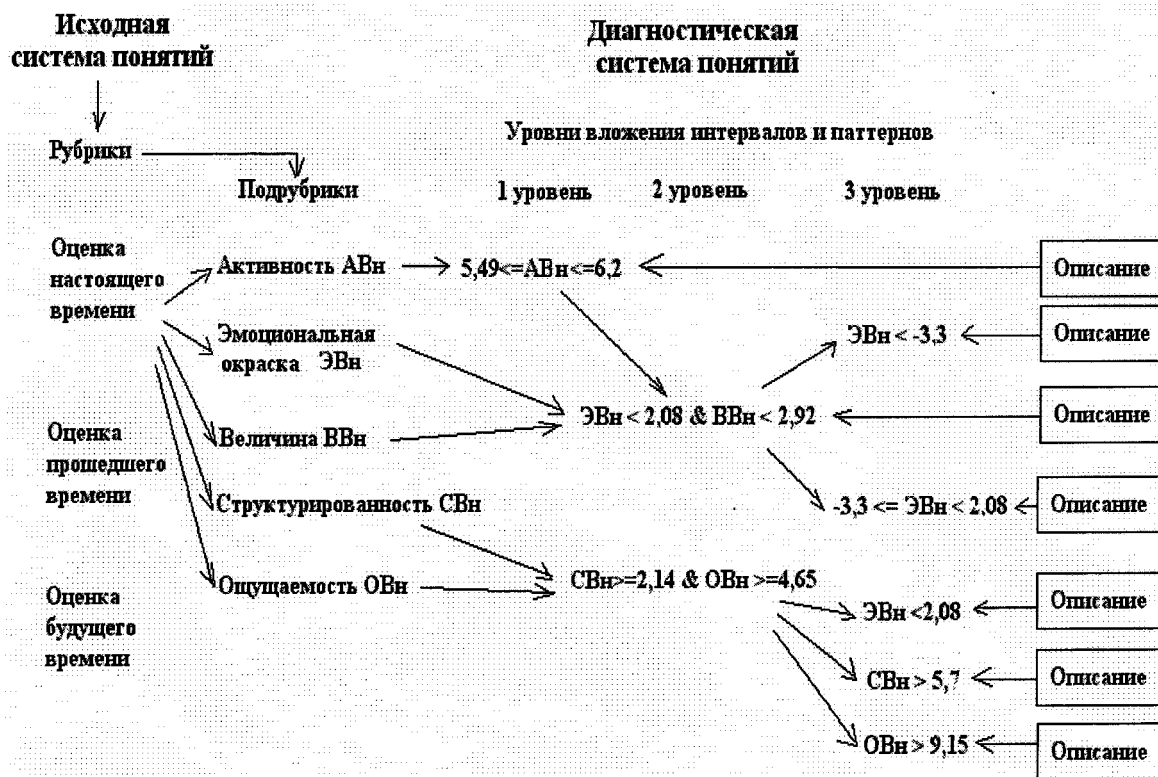 Исходная
система понятий
Диагностическая
система понятий
Уровни вложения интервалов и паттернов
Рубрики
Подрубрики
1 уровень
2 уровень
3 уровень
Оценка
настоящего
времени
Активность АВн
5,49<=АВн<=6,2
Описание
Эмоциональная
окраска ЭВн
ЭВн < -3.3
Описание
Величина ВВн
ЭВн < 2,08 & ВВн < 2,92
Описание
Оценка
прошедшего
времени
Структурированность СВн
-3,3 <= ЭВн < 2,08
Описание
Ощущаемость ОВн
СВн>=2,14 & ОВн >=4,65
Оценка
будущего
времени
ЭВн <2,08
Описание
СВн > 5,7
Описание
ОВн > 9,15
Описание